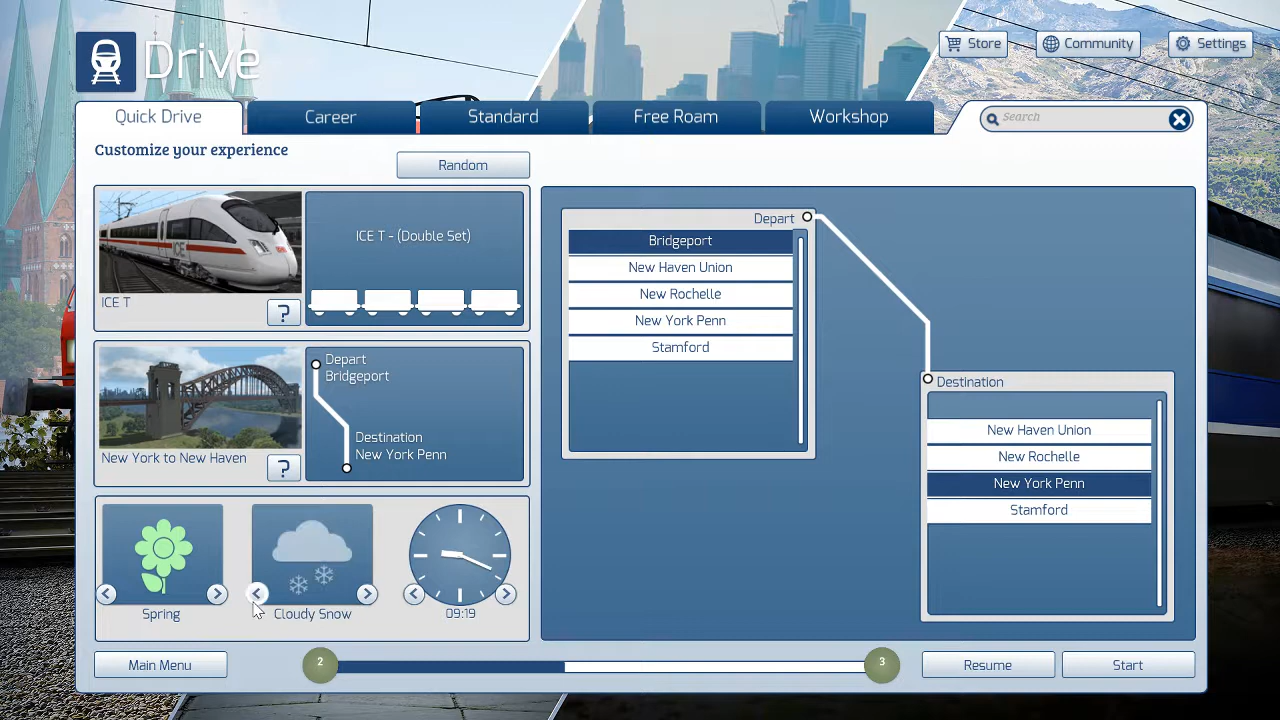 Drive
Store
Community
Settings
Quick Drive
Career
Standard
Free Roam
Workshop
Search
Customize your experience
Random
ICE
ICE T
?
ICE T - (Double Set)
New York to New Haven
?
Depart
Bridgeport
Destination
New York Penn
Spring
Cloudy Snow
09:19
Depart
Bridgeport
New Haven Union
New Rochelle
New York Penn
Stamford
Destination
New Haven Union
New Rochelle
New York Penn
Stamford
Main Menu
2
3
Resume
Start